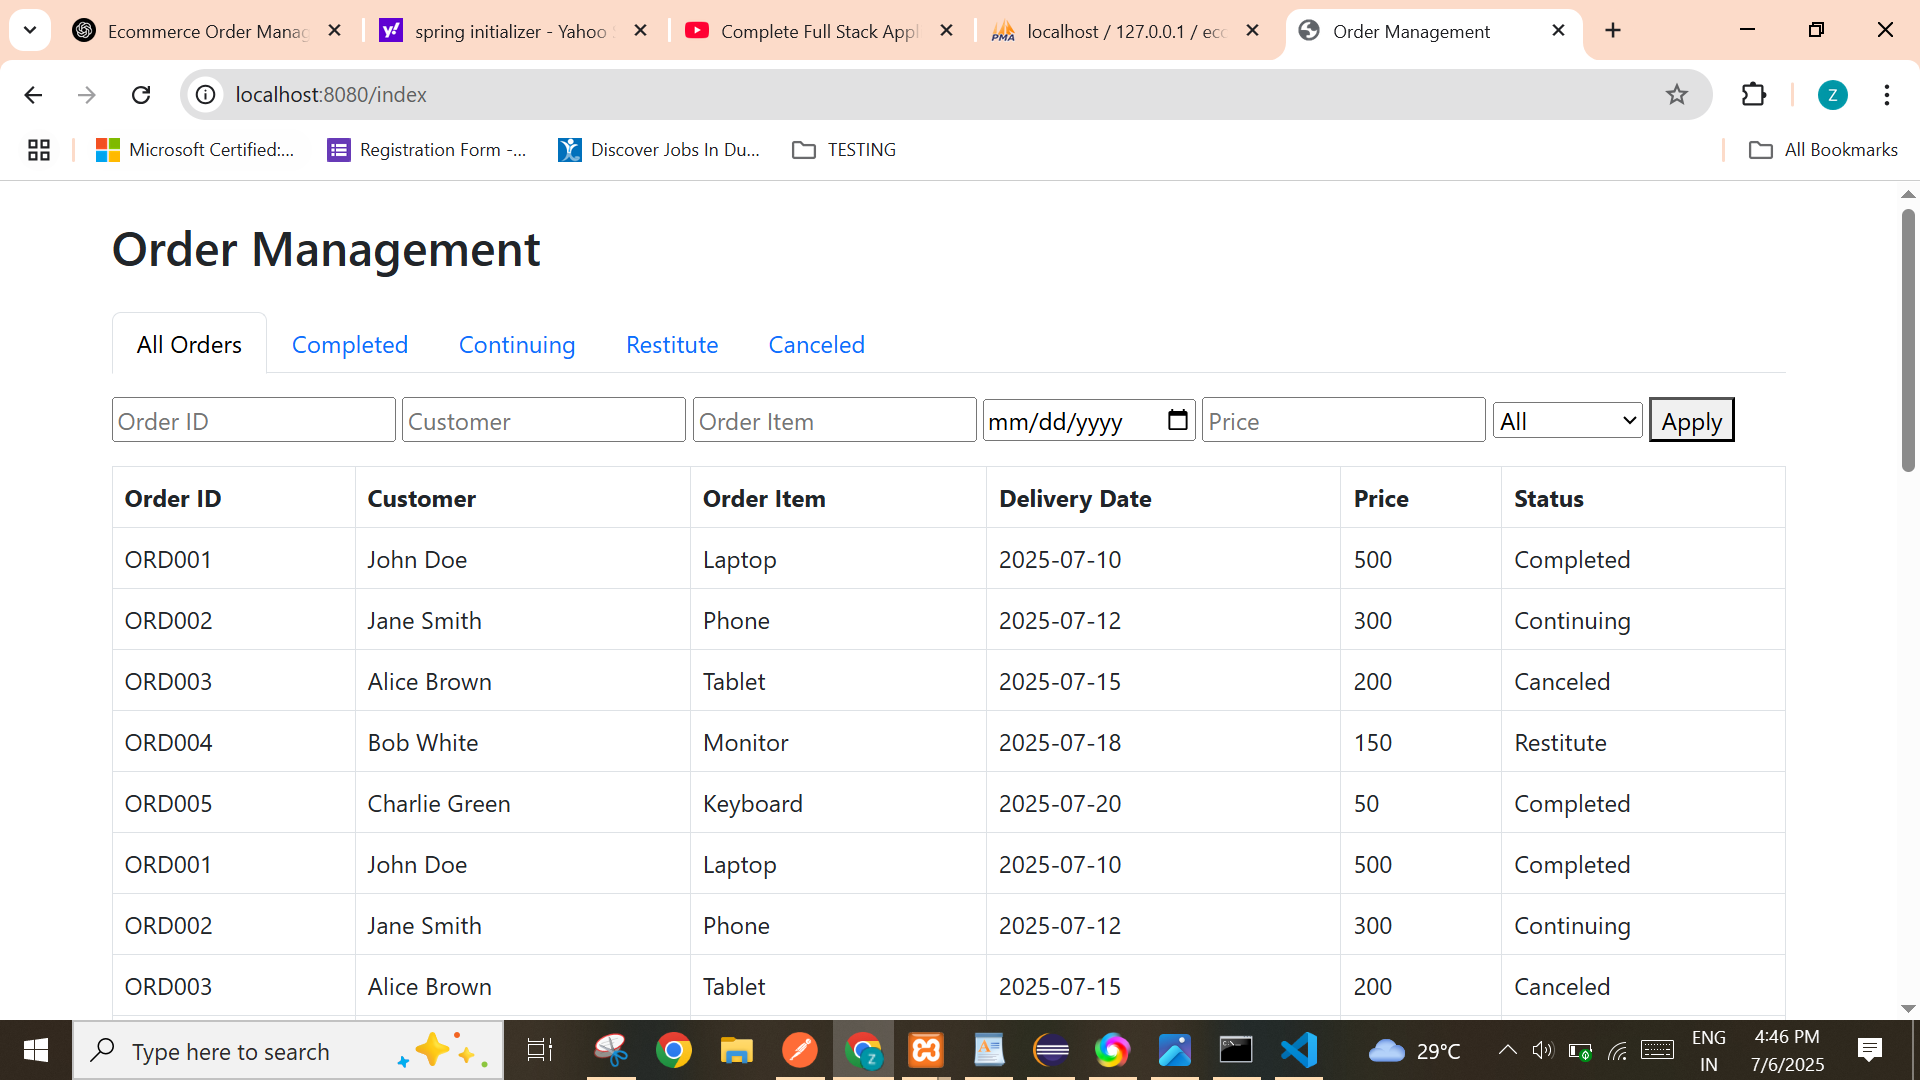 Ecommerce Order Manag
spring initializer - Yahoo S
Complete Full Stack Appl
localhost / 127.0.0.1 / ecc
Order Management
localhost:8080/index
Z
Microsoft Certified:...
Registration Form -...
Discover Jobs In Du...
TESTING
All Bookmarks
Order Management
All Orders Completed Continuing Restitute Canceled
Order ID Customer Order Item mm/dd/yyyy Price All Apply
Order ID Customer Order Item Delivery Date Price Status
ORD001 John Doe Laptop 2025-07-10 500 Completed
ORD002 Jane Smith Phone 2025-07-12 300 Continuing
ORD003 Alice Brown Tablet 2025-07-15 200 Canceled
ORD004 Bob White Monitor 2025-07-18 150 Restitute
ORD005 Charlie Green Keyboard 2025-07-20 50 Completed
ORD001 John Doe Laptop 2025-07-10 500 Completed
ORD002 Jane Smith Phone 2025-07-12 300 Continuing
ORD003 Alice Brown Tablet 2025-07-15 200 Canceled
Type here to search
29°C
ENG
IN
4:46 PM
7/6/2025